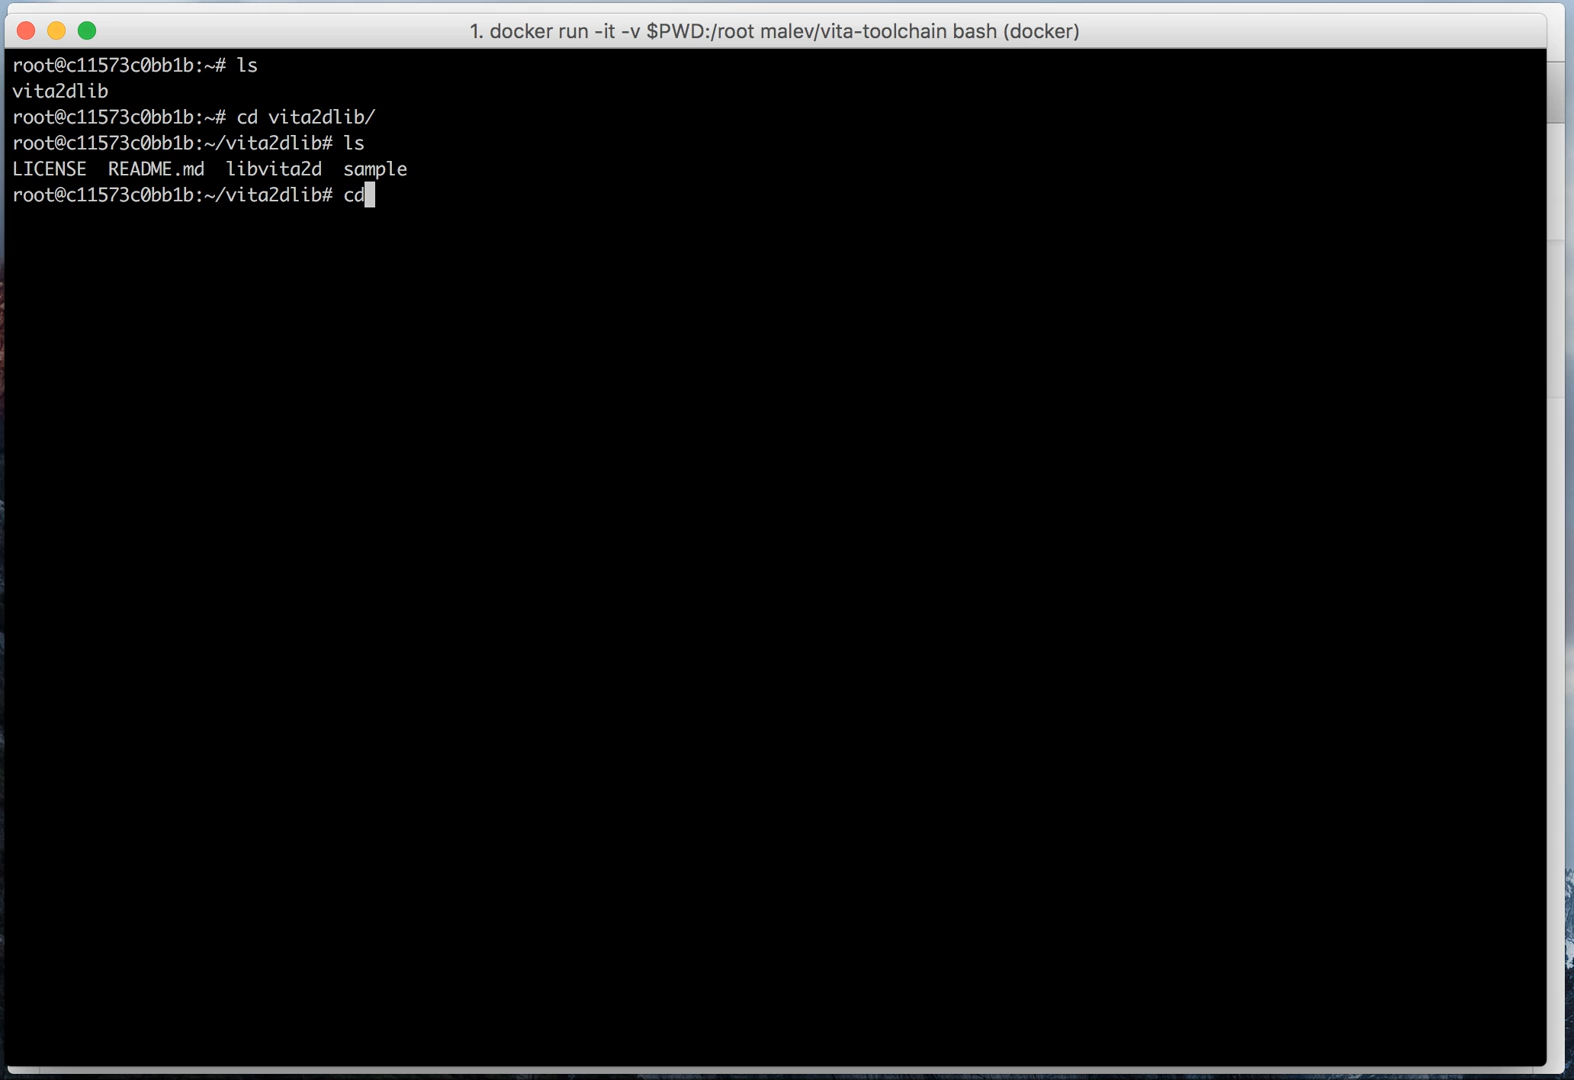 1. docker run -it -v $PWD:/root malev/vita-toolchain bash (docker)
root@c11573c0bb1b:~# ls
vita2dlib
root@c11573c0bb1b:~# cd vita2dlib/
root@c11573c0bb1b:~/vita2dlib# ls
LICENSE  README.md  libvita2d  sample
root@c11573c0bb1b:~/vita2dlib# cd